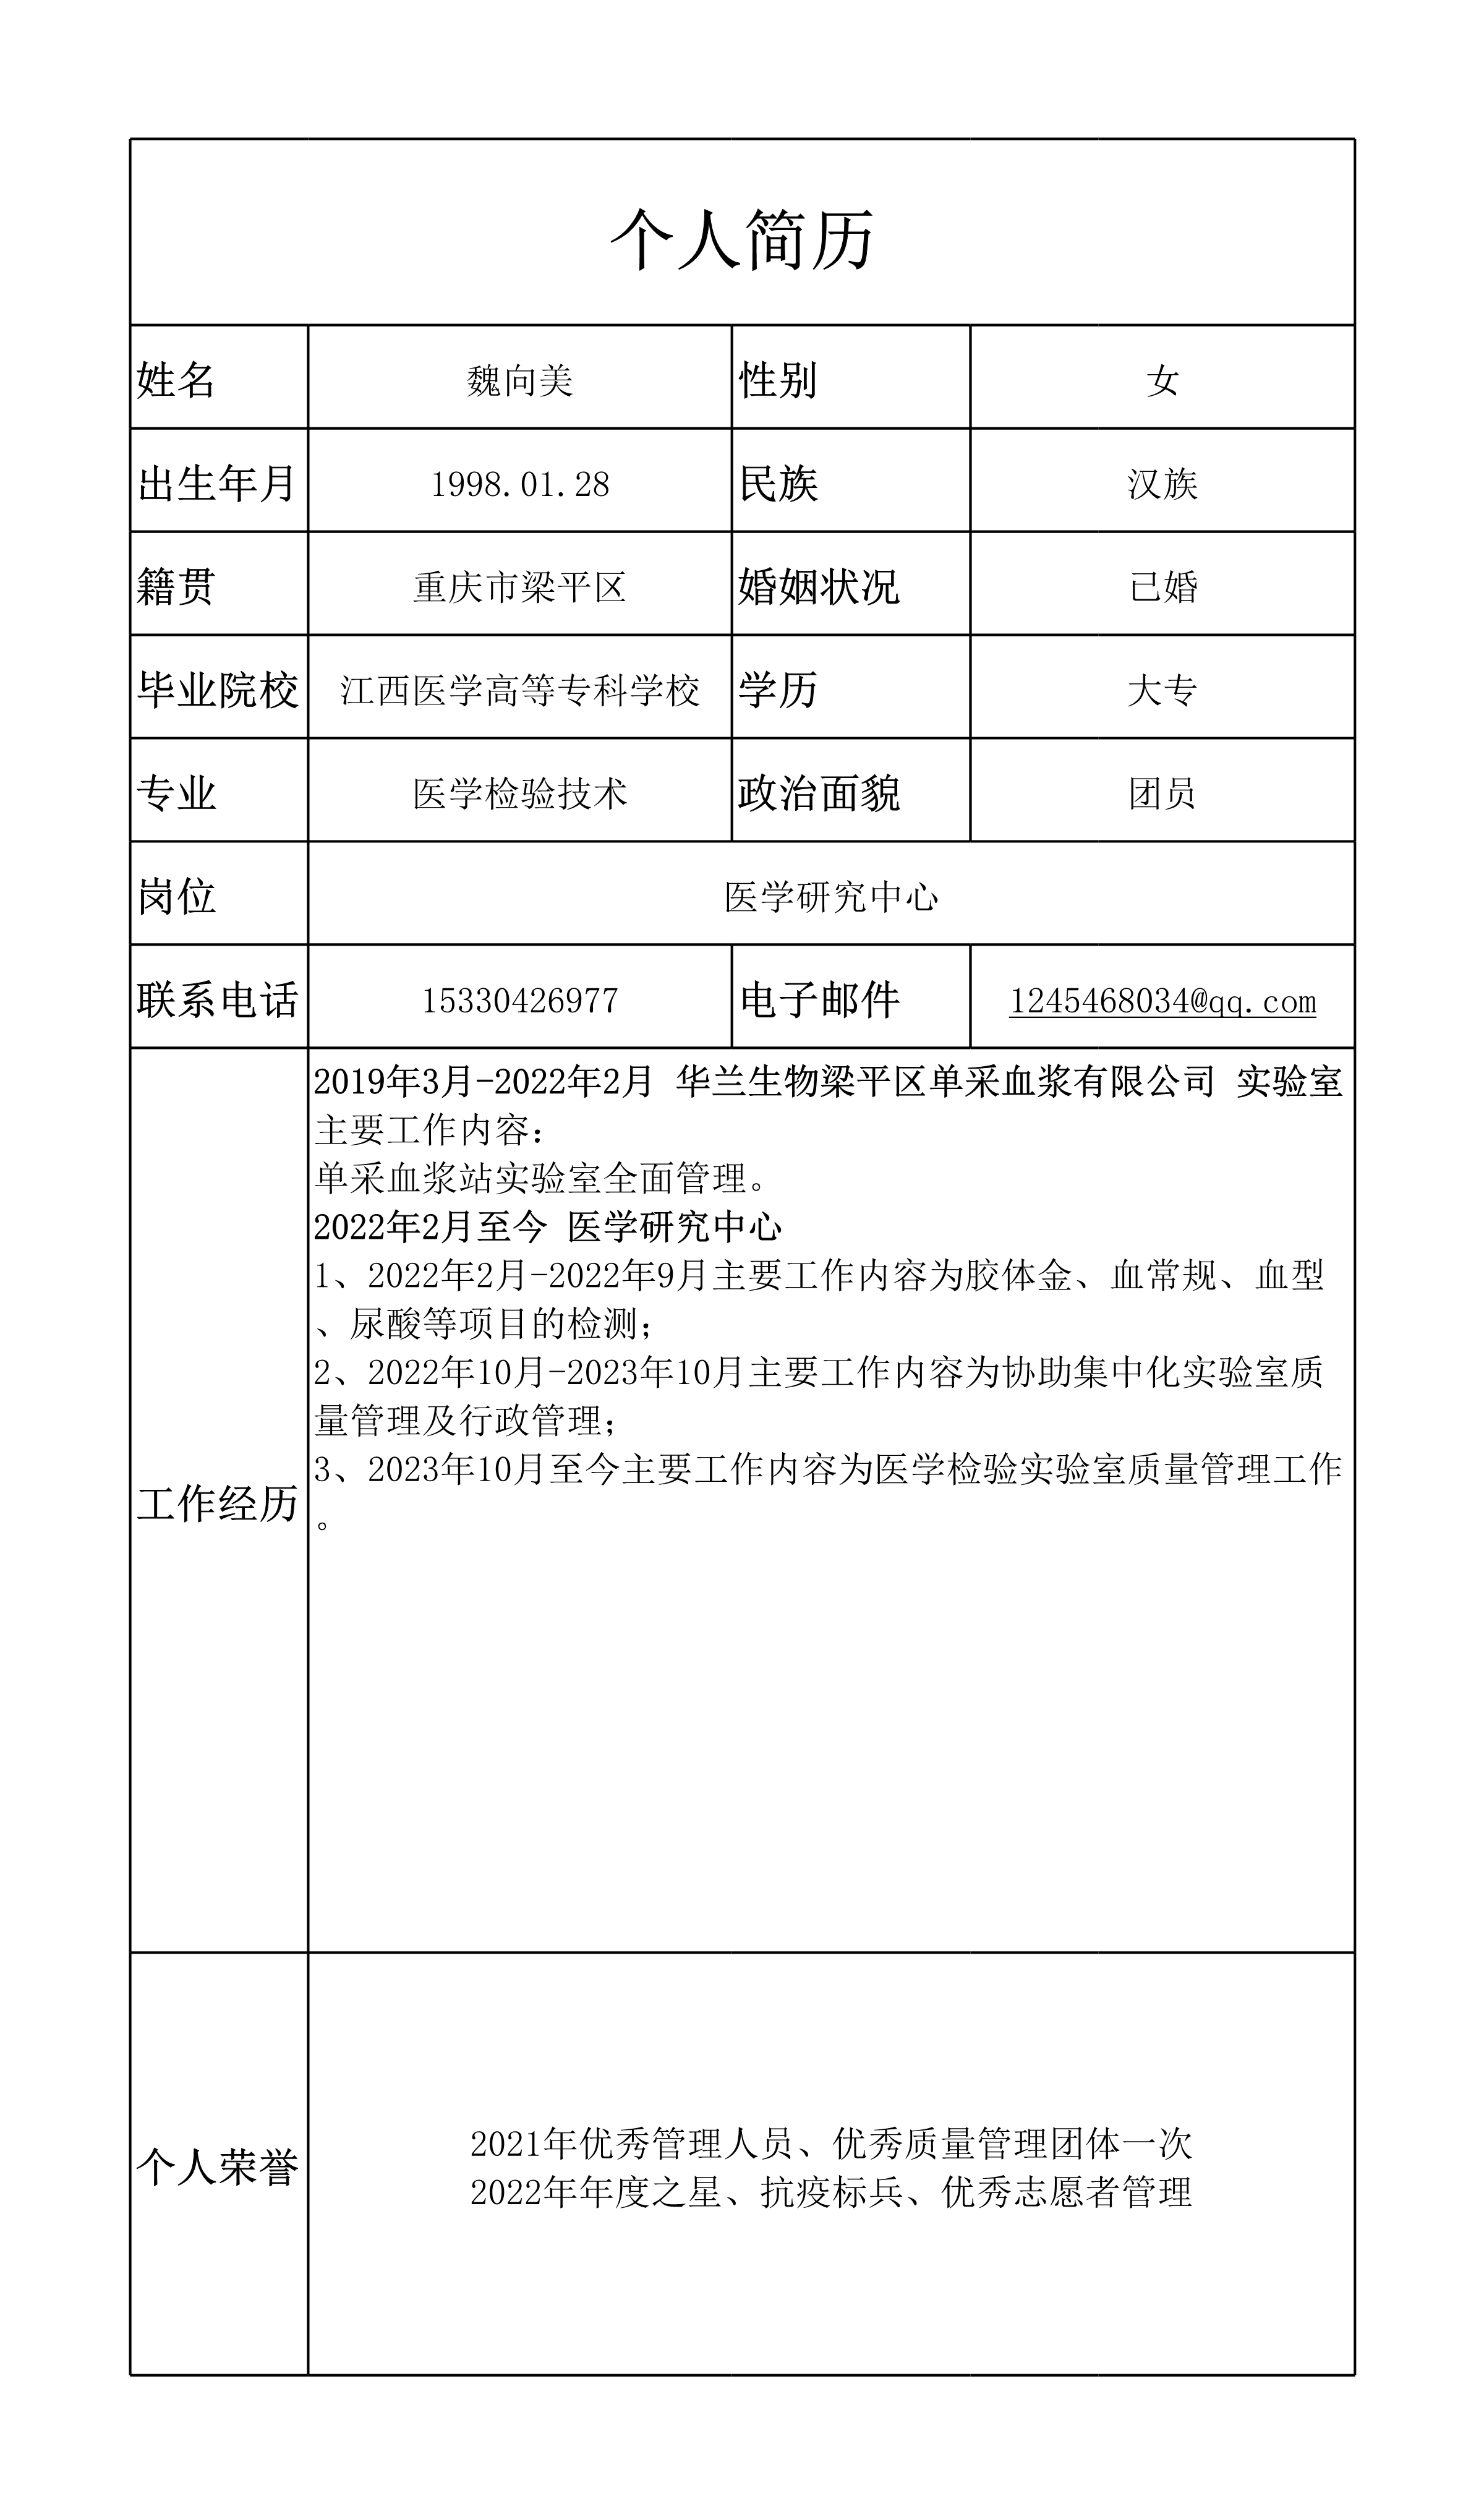 个人简历
姓名 魏向美 性别 女
出生年月 1998.01.28 民族 汉族
籍贯 重庆市梁平区 婚姻状况 已婚
毕业院校 江西医学高等专科学校 学历 大专
专业 医学检验技术 政治面貌 团员
岗位 医学研究中心
联系电话 15330426977 电子邮件 1245468034@qq.com
工作经历
2019年3月-2022年2月 华兰生物梁平区单采血浆有限公司 实验室
主要工作内容：
单采血浆站实验室全面管理。
2022年2月至今 医学研究中心
1、2022年2月-2022年9月主要工作内容为胶体金、血常规、血型
、尿酸等项目的检测；
2、2022年10月-2023年10月主要工作内容为协助集中化实验室质
量管理及行政管理；
3、2023年10月至今主要工作内容为医学检验实验室质量管理工作
。
个人荣誉
2021年优秀管理人员、优秀质量管理团体一次
2022年年度之星、抗疫标兵、优秀志愿者管理